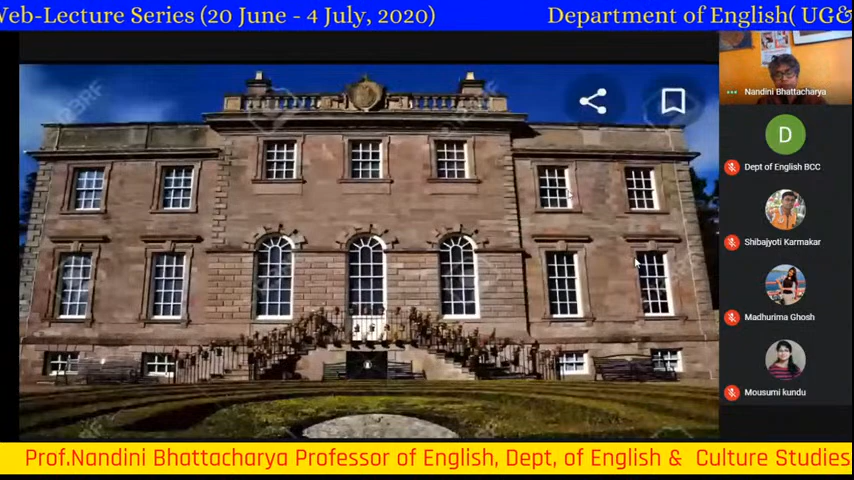 Web-Lecture Series (20 June - 4 July, 2020) Department of English( UG&
Nandini Bhattacharya
D
Dept of English BCC
Shibajyoti Karmakar
Madhurima Ghosh
Mousumi kundu
Prof.Nandini Bhattacharya Professor of English, Dept, of English & Culture Studies